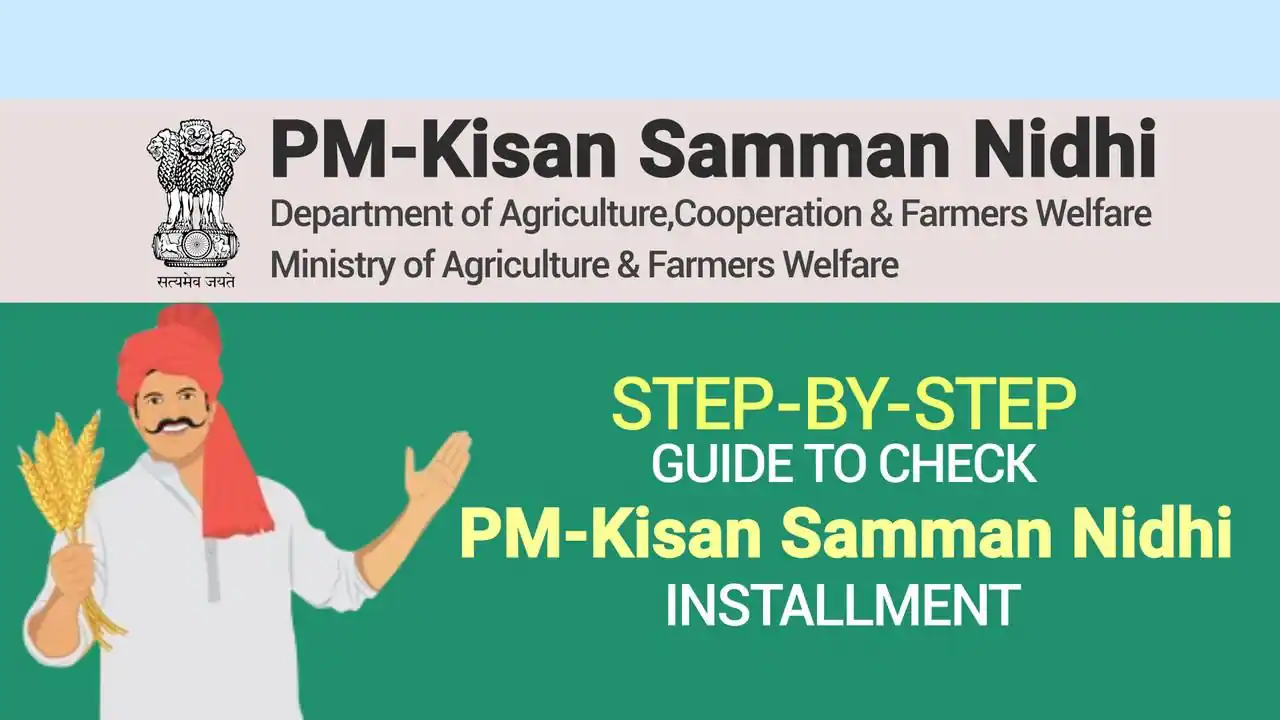 PM-Kisan Samman Nidhi
Department of Agriculture,Cooperation & Farmers Welfare
Ministry of Agriculture & Farmers Welfare
सत्यमेव जयते
STEP-BY-STEP
GUIDE TO CHECK
PM-Kisan Samman Nidhi
INSTALLMENT